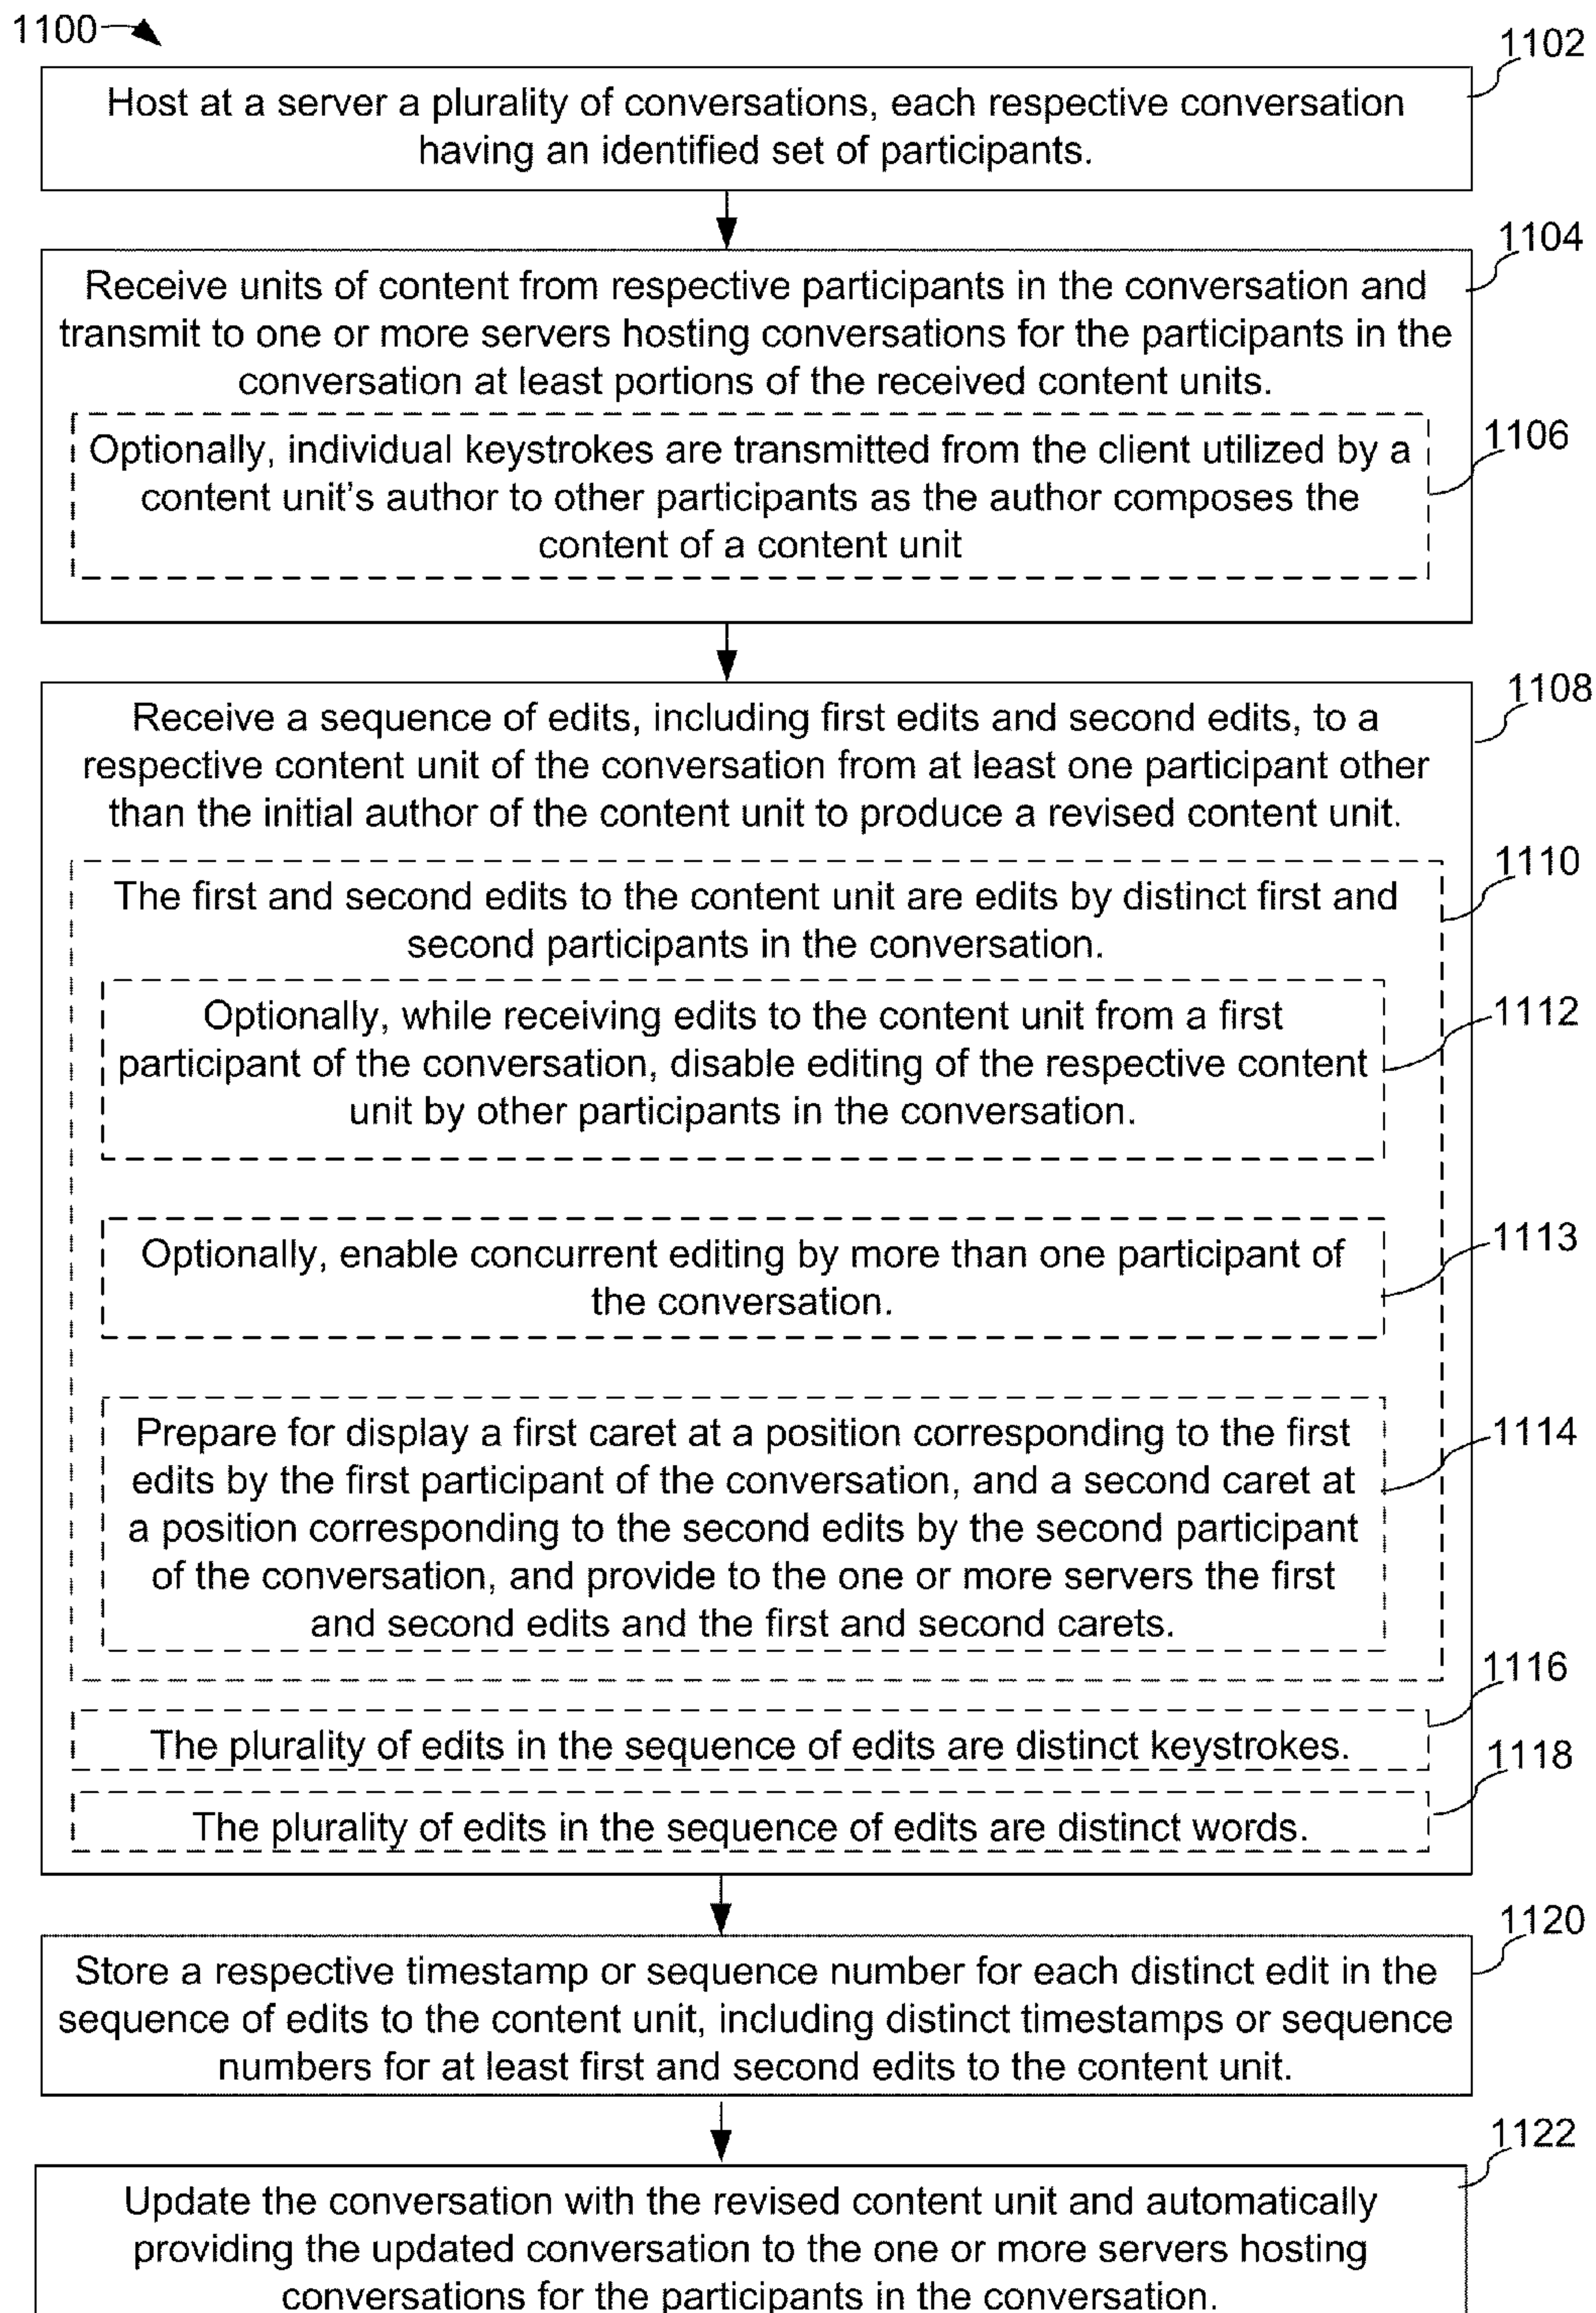 1100
1102
Host at a server a plurality of conversations, each respective conversation
having an identified set of participants.
1104
Receive units of content from respective participants in the conversation and
transmit to one or more servers hosting conversations for the participants in the
conversation at least portions of the received content units.
1106
Optionally, individual keystrokes are transmitted from the client utilized by a
content unit's author to other participants as the author composes the
content of a content unit
1108
Receive a sequence of edits, including first edits and second edits, to a
respective content unit of the conversation from at least one participant other
than the initial author of the content unit to produce a revised content unit.
1110
The first and second edits to the content unit are edits by distinct first and
second participants in the conversation.
1112
Optionally, while receiving edits to the content unit from a first
participant of the conversation, disable editing of the respective content
unit by other participants in the conversation.
1113
Optionally, enable concurrent editing by more than one participant of
the conversation.
1114
Prepare for display a first caret at a position corresponding to the first
edits by the first participant of the conversation, and a second caret at
a position corresponding to the second edits by the second participant
of the conversation, and provide to the one or more servers the first
and second edits and the first and second carets.
1116
The plurality of edits in the sequence of edits are distinct keystrokes.
1118
The plurality of edits in the sequence of edits are distinct words.
1120
Store a respective timestamp or sequence number for each distinct edit in the
sequence of edits to the content unit, including distinct timestamps or sequence
numbers for at least first and second edits to the content unit.
1122
Update the conversation with the revised content unit and automatically
providing the updated conversation to the one or more servers hosting
conversations for the participants in the conversation.